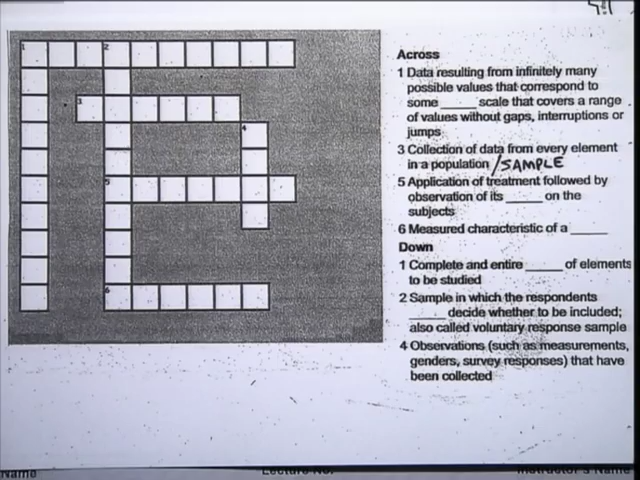 1
2
3
4
5
6
Across
1 Data resulting from infinitely many
possible values that correspond to
some _____ scale that covers a range
of values without gaps, interruptions or
jumps
3 Collection of data from every element
in a population /SAMPLE
5 Application of treatment followed by
observation of its _____ on the
subjects
6 Measured characteristic of a _____
Down
1 Complete and entire _____ of elements
to be studied
2 Sample in which the respondents
_____ decide whether to be included;
also called voluntary response sample
4 Observations (such as measurements,
genders, survey responses) that have
been collected
Name
Lecture No.
Instructor's Name